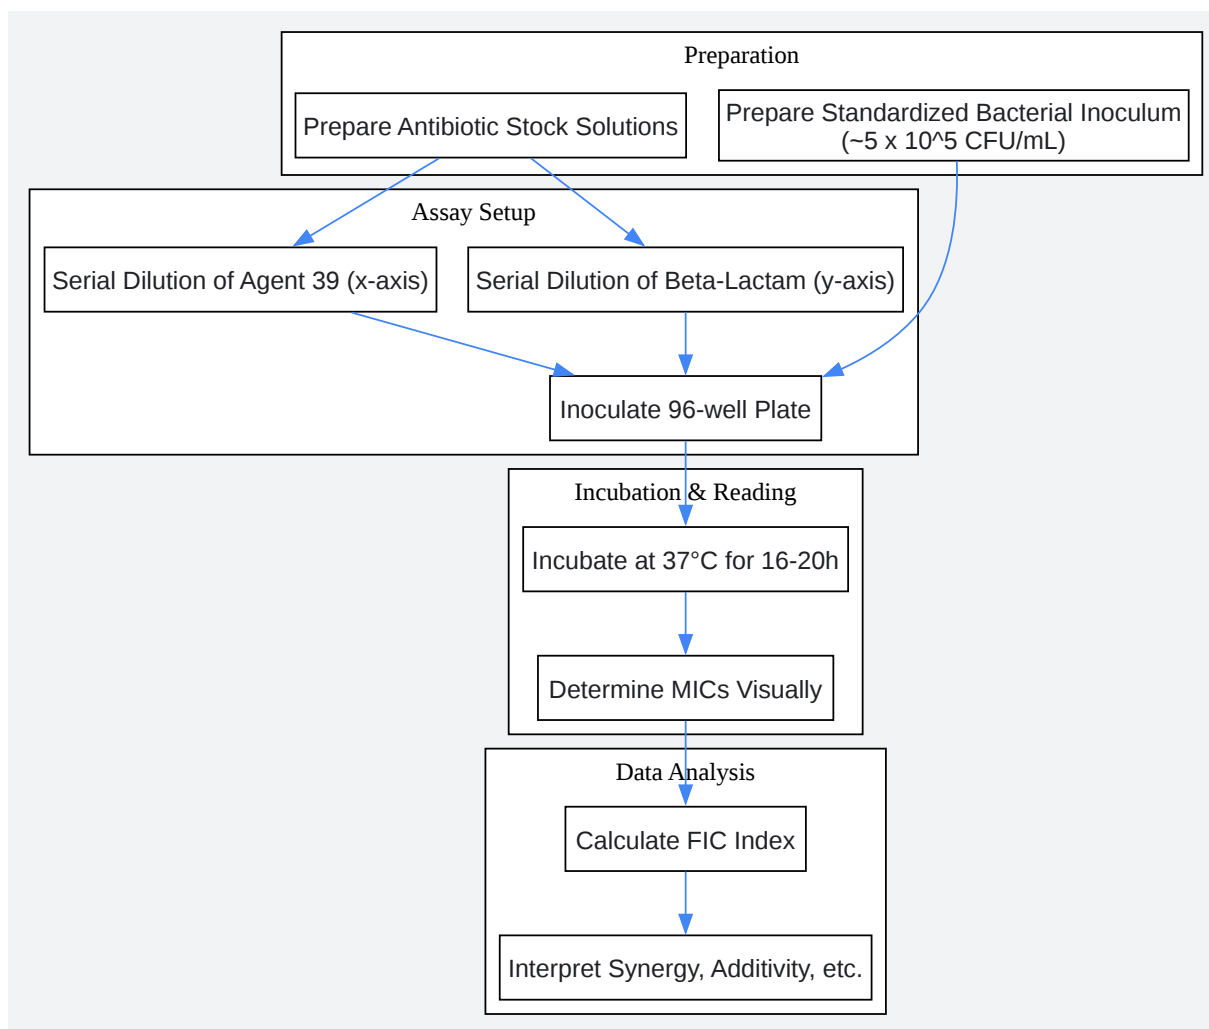 Preparation
Prepare Antibiotic Stock Solutions
Prepare Standardized Bacterial Inoculum
(~5 x 10^5 CFU/mL)
Assay Setup
Serial Dilution of Agent 39 (x-axis)
Serial Dilution of Beta-Lactam (y-axis)
Inoculate 96-well Plate
Incubation & Reading
Incubate at 37°C for 16-20h
Determine MICs Visually
Data Analysis
Calculate FIC Index
Interpret Synergy, Additivity, etc.